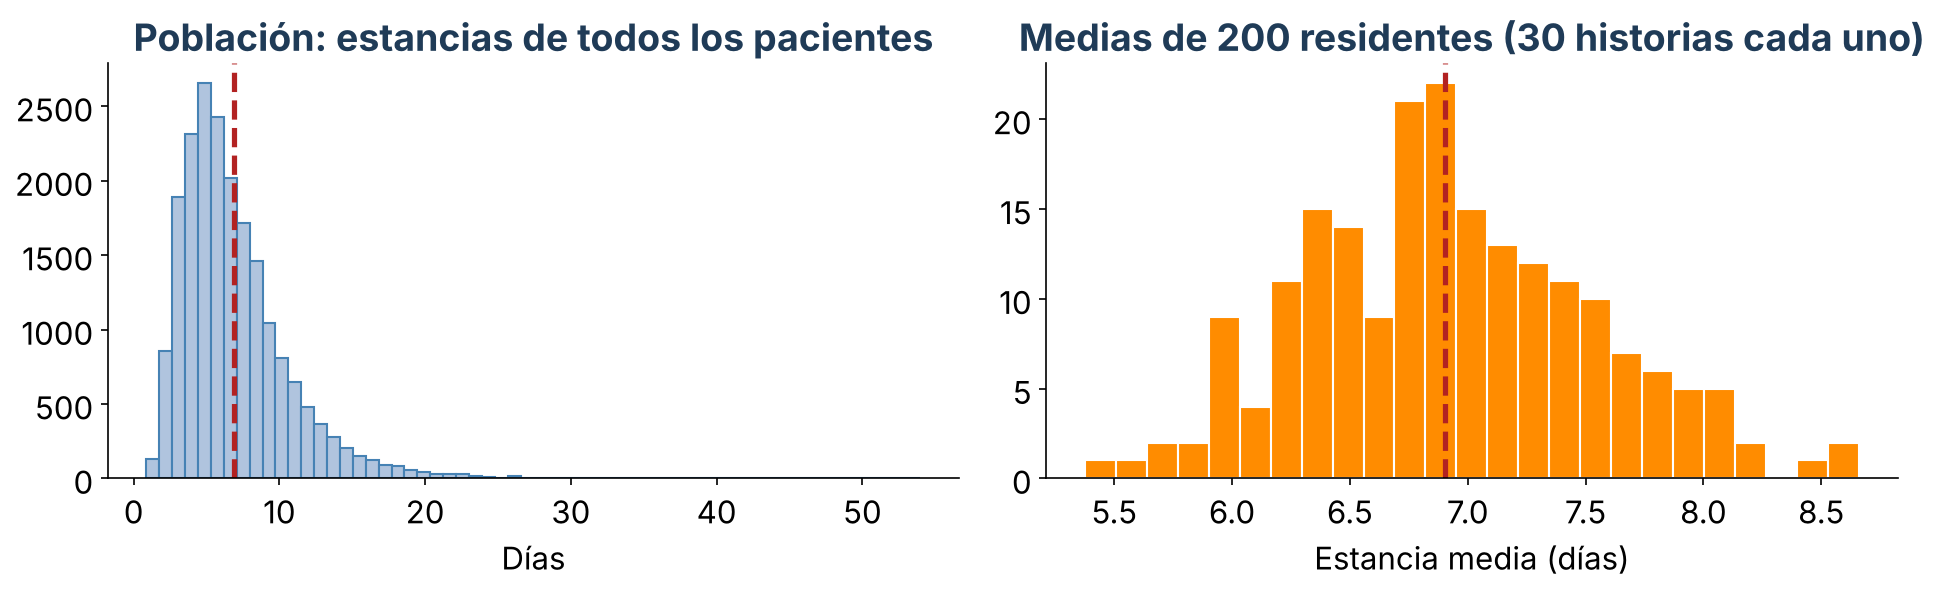 Población: estancias de todos los pacientes
2500
2000
1500
1000
500
0
0 10 20 30 40 50
Días
Medias de 200 residentes (30 historias cada uno)
20
15
10
5
0
5.5 6.0 6.5 7.0 7.5 8.0 8.5
Estancia media (días)